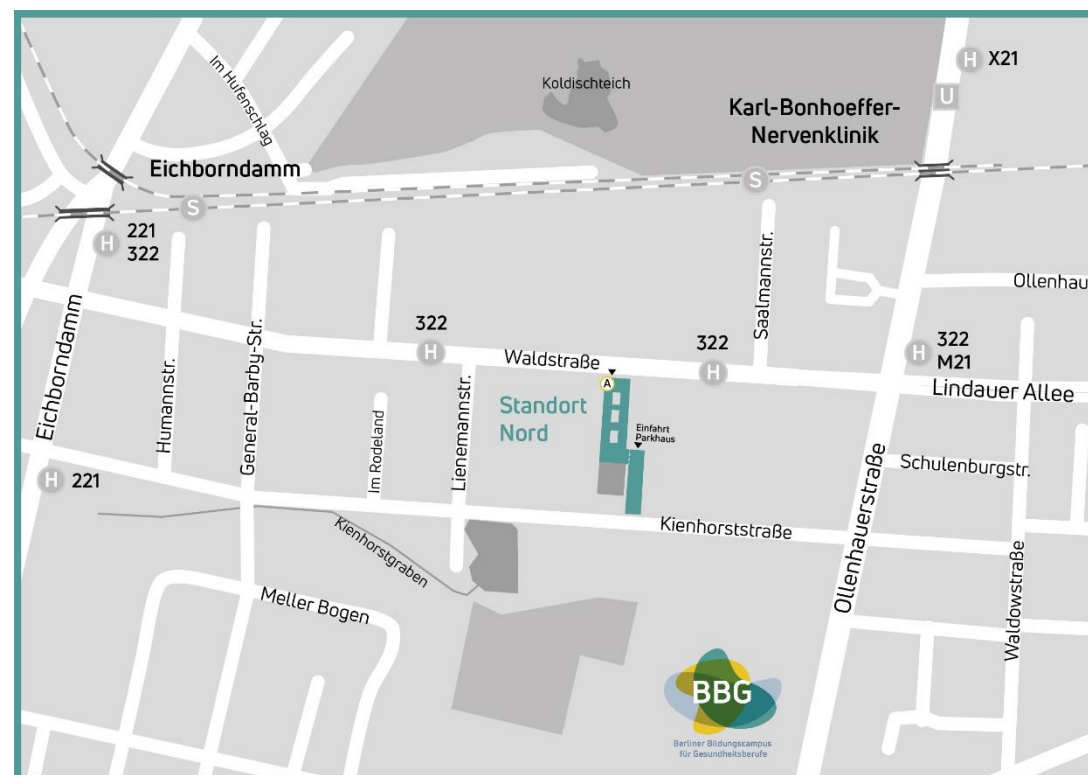 H X21
U
Koldischteich
Im Hufenschlag
Karl-Bonhoeffer-
Nervenklinik
Eichborndamm
S
S
H 221
322
Ollenhau
Saalmannstr.
322
H
322
H
H 322
M21
Waldstraße
Lindauer Allee
Eichborndamm
Humannstr.
General-Barby-Str.
Im Rodeland
Lienemannstr.
A
Standort
Nord
Einfahrt
Parkhaus
Schulenburgstr.
H 221
Kienhorststraße
Kienhorstgraben
Ollenhauerstraße
Waldowstraße
Meller Bogen
BBG
Berliner Bildungscampus
für Gesundheitsberufe